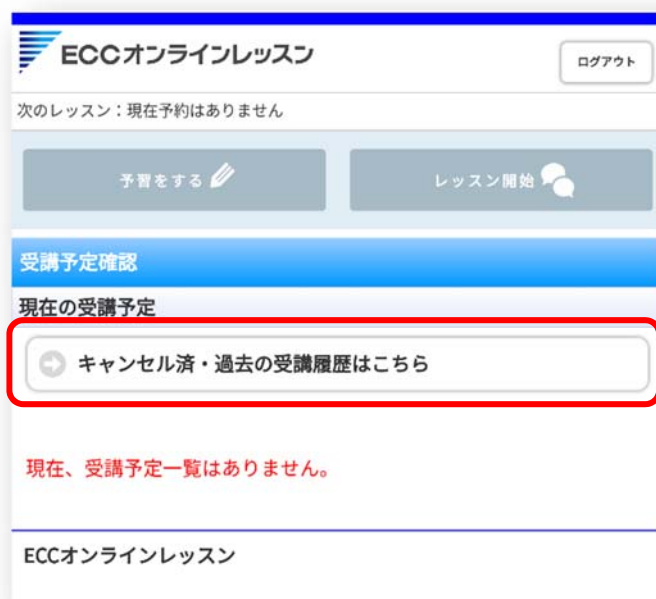 ECCオンラインレッスン
ログアウト
次のレッスン：現在予約はありません
予習をする
レッスン開始
受講予定確認
現在の受講予定
キャンセル済・過去の受講履歴はこちら
現在、受講予定一覧はありません。
ECCオンラインレッスン